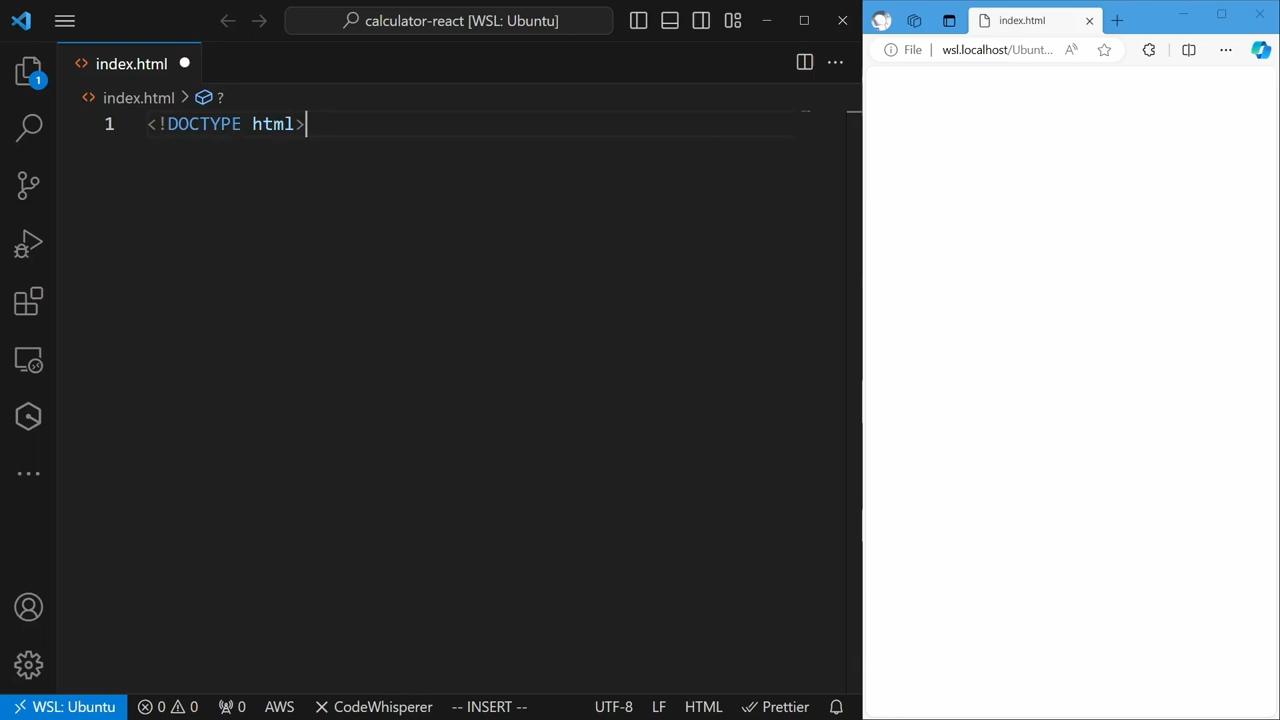 calculator-react [WSL: Ubuntu]
index.html
index.html
File
wsl.localhost/Ubunt...
index.html
?
1
<!DOCTYPE html>
1
WSL: Ubuntu
0
0
0
AWS
CodeWhisperer
-- INSERT --
UTF-8
LF
HTML
Prettier